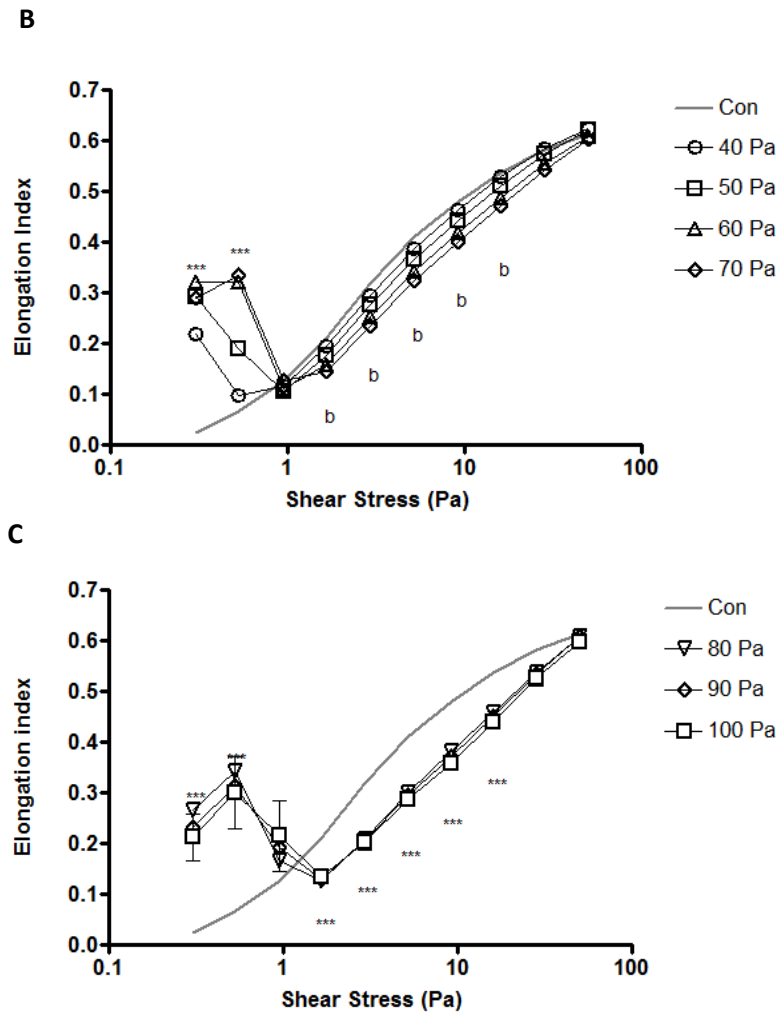 B
0.7
0.6
0.5
0.4
0.3
0.2
0.1
0.0
Elongation Index
*** ***
b b b b b
0.1 1 10 100
Shear Stress (Pa)
Con
40 Pa
50 Pa
60 Pa
70 Pa
C
0.7
0.6
0.5
0.4
0.3
0.2
0.1
0.0
Elongation index
*** ***
*** *** *** *** ***
0.1 1 10 100
Shear Stress (Pa)
Con
80 Pa
90 Pa
100 Pa